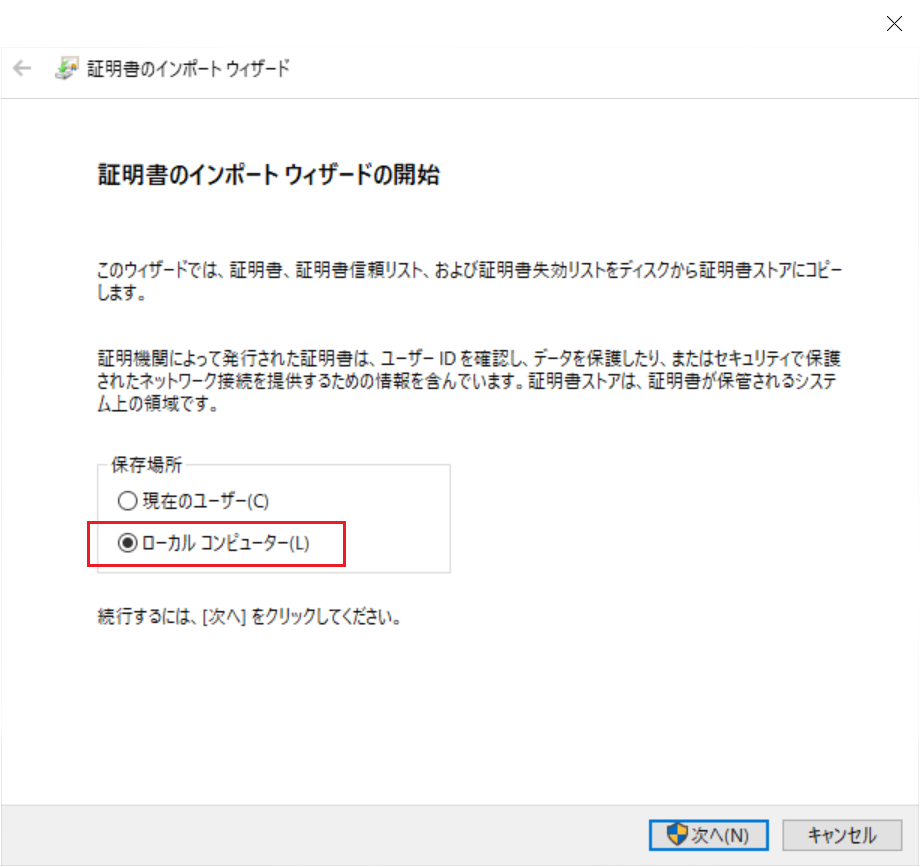 証明書のインポート ウィザード
証明書のインポート ウィザードの開始
このウィザードでは、証明書、証明書信頼リスト、および証明書失効リストをディスクから証明書ストアにコピー
します。
証明機関によって発行された証明書は、ユーザー ID を確認し、データを保護したり、またはセキュリティで保護
されたネットワーク接続を提供するための情報を含んでいます。証明書ストアは、証明書が保管されるシステ
ム上の領域です。
保存場所
現在のユーザー(C)
ローカル コンピューター(L)
続行するには、[次へ] をクリックしてください。
次へ(N)
キャンセル